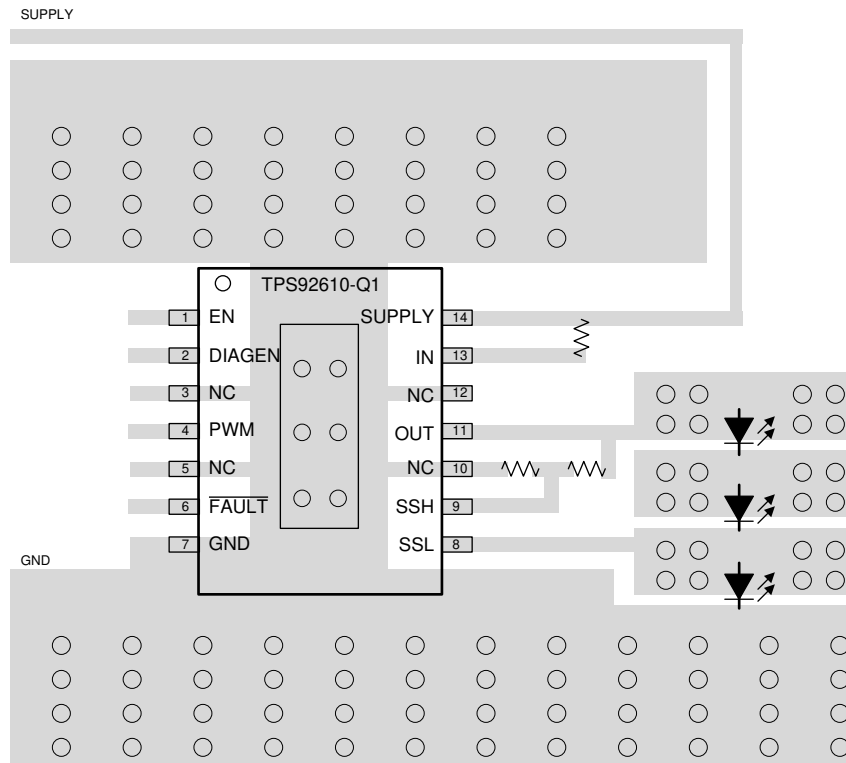 SUPPLY
TPS92610-Q1
1 EN
SUPPLY 14
2 DIAGEN
IN 13
3 NC
NC 12
4 PWM
OUT 11
5 NC
NC 10
6 FAULT
SSH 9
7 GND
SSL 8
GND